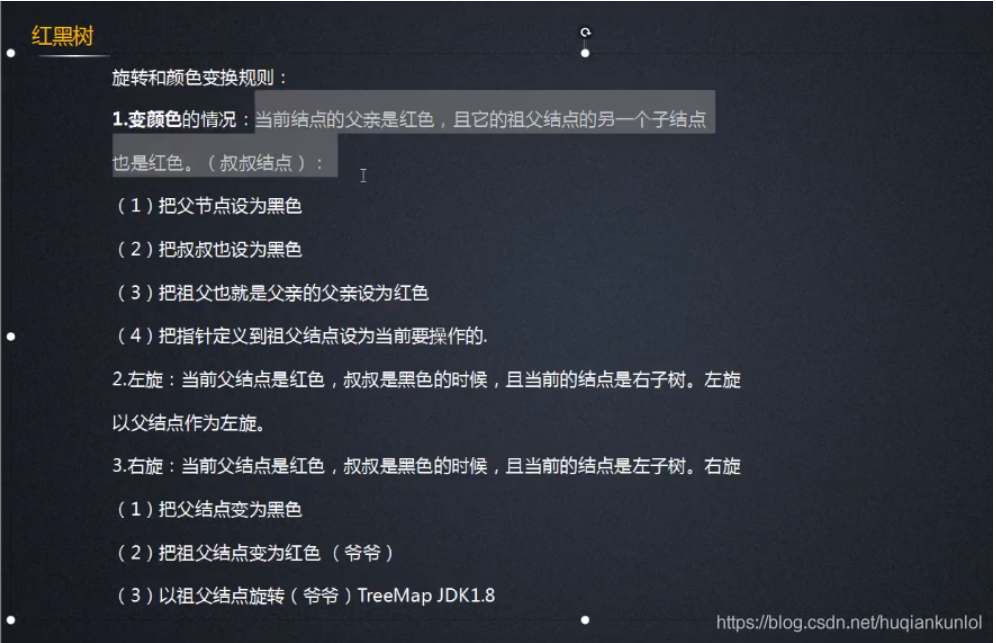 红黑树
旋转和颜色变换规则：
1.变颜色的情况：当前结点的父亲是红色，且它的祖父结点的另一个子结点
也是红色。（叔叔结点）：
（1）把父节点设为黑色
（2）把叔叔也设为黑色
（3）把祖父也就是父亲的父亲设为红色
（4）把指针定义到祖父结点设为当前要操作的.
2.左旋：当前父结点是红色，叔叔是黑色的时候，且当前的结点是右子树。左旋
以父结点作为左旋。
3.右旋：当前父结点是红色，叔叔是黑色的时候，且当前的结点是左子树。右旋
（1）把父结点变为黑色
（2）把祖父结点变为红色 （爷爷）
（3）以祖父结点旋转（爷爷）TreeMap JDK1.8
https://blog.csdn.net/huqiankunlol